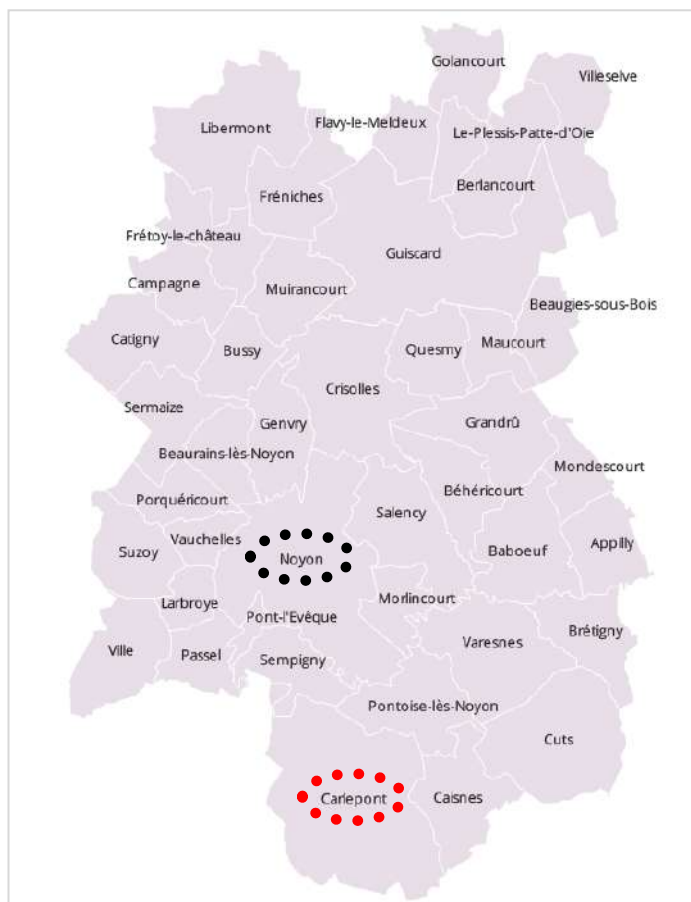 Golancourt
Villeselve
Libermont
Flavy-le-Meldeux
Le-Plessis-Patte-d'Oie
Fréniches
Berlancourt
Frétoy-le-château
Guiscard
Campagne
Muirancourt
Beaugies-sous-Bois
Catigny
Bussy
Quesmy
Maucourt
Crisolles
Sermaize
Genvry
Grandrû
Beaurains-lès-Noyon
Mondescourt
Porquéricourt
Béhéricourt
Salency
Vauchelles
Suzoy
Noyon
Baboeuf
Appilly
Larbroye
Morlincourt
Pont-l'Evêque
Brétigny
Ville
Passel
Sempigny
Varesnes
Pontoise-lès-Noyon
Cuts
Carlepont
Caisnes